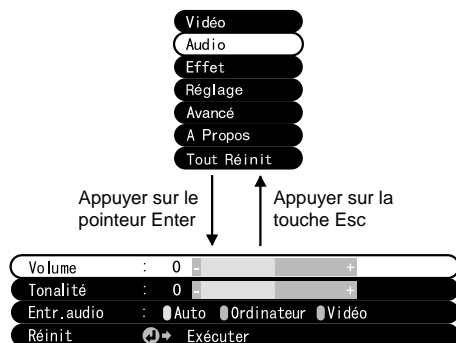 Vidéo
Audio
Effet
Réglage
Avancé
A Propos
Tout Réinit
Appuyer sur le
pointeur Enter
Appuyer sur la
touche Esc
Volume : 0 - +
Tonalité : 0 - +
Entr.audio : Auto Ordinateur Vidéo
Réinit Exécuter